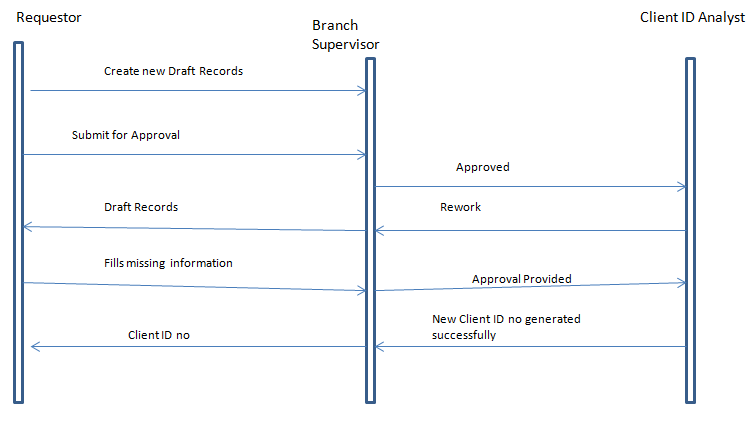 Requestor
Branch
Supervisor
Client ID Analyst
Create new Draft Records
Submit for Approval
Approved
Draft Records
Rework
Fills missing information
Approval Provided
New Client ID no generated
successfully
Client ID no